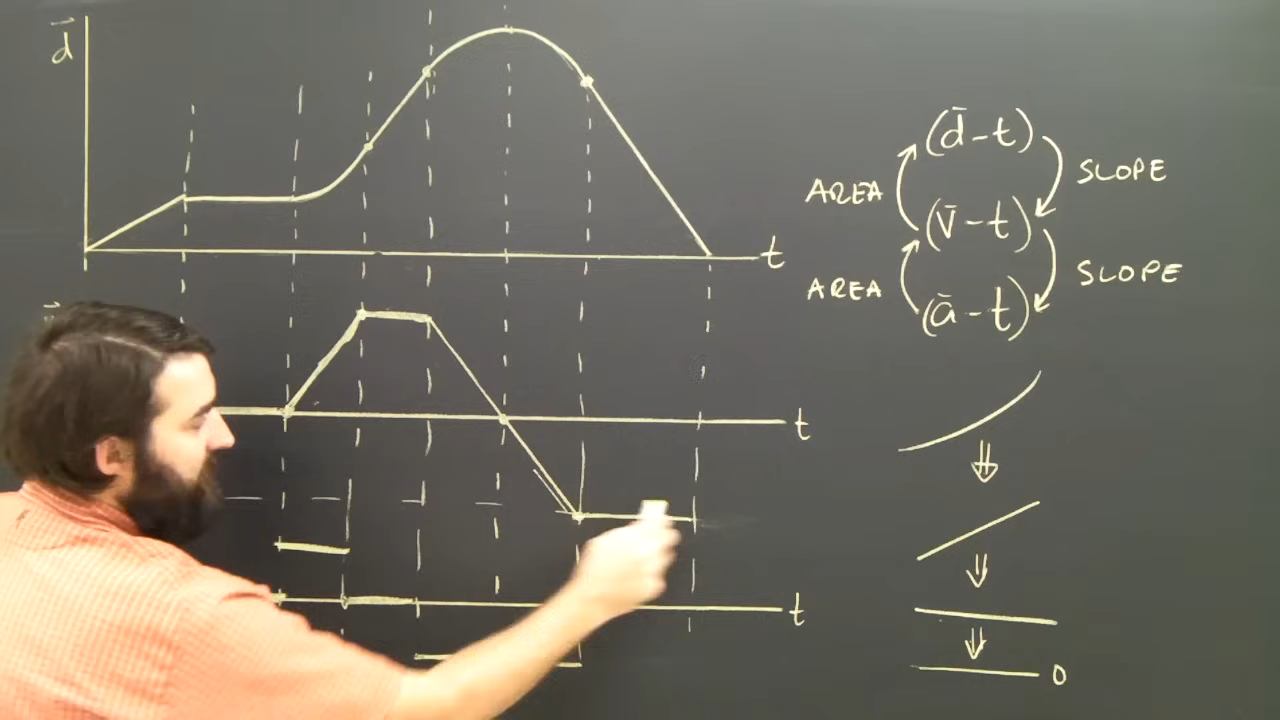 d⃗
t
t
t
(d̄-t)
AREA
SLOPE
(v̄-t)
AREA
SLOPE
(ā-t)
0